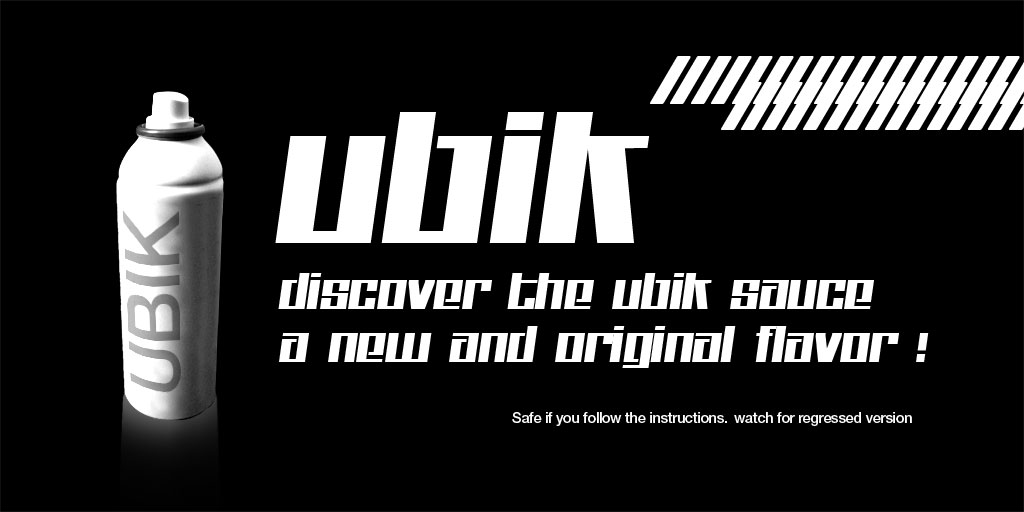 UBIK
ubik
discover the ubik sauce
a new and original flavor !
Safe if you follow the instructions.  watch for regressed version